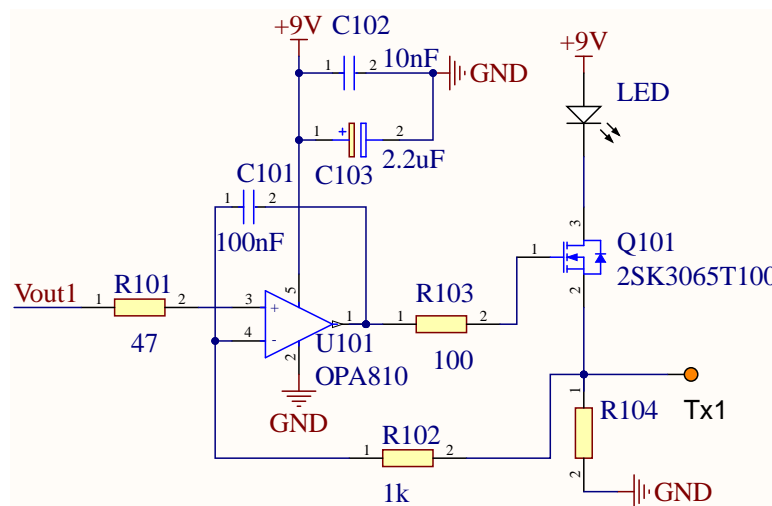 +9V
C102
1
2
10nF
GND
1
+
2
2.2uF
C103
C101
1
2
100nF
+9V
LED
3
Q101
1
2SK3065T100
2
Vout1
1
R101
2
47
3
+
4
-
5
2
1
U101
OPA810
GND
1
R103
2
100
1
R102
2
1k
1
R104
2
Tx1
GND